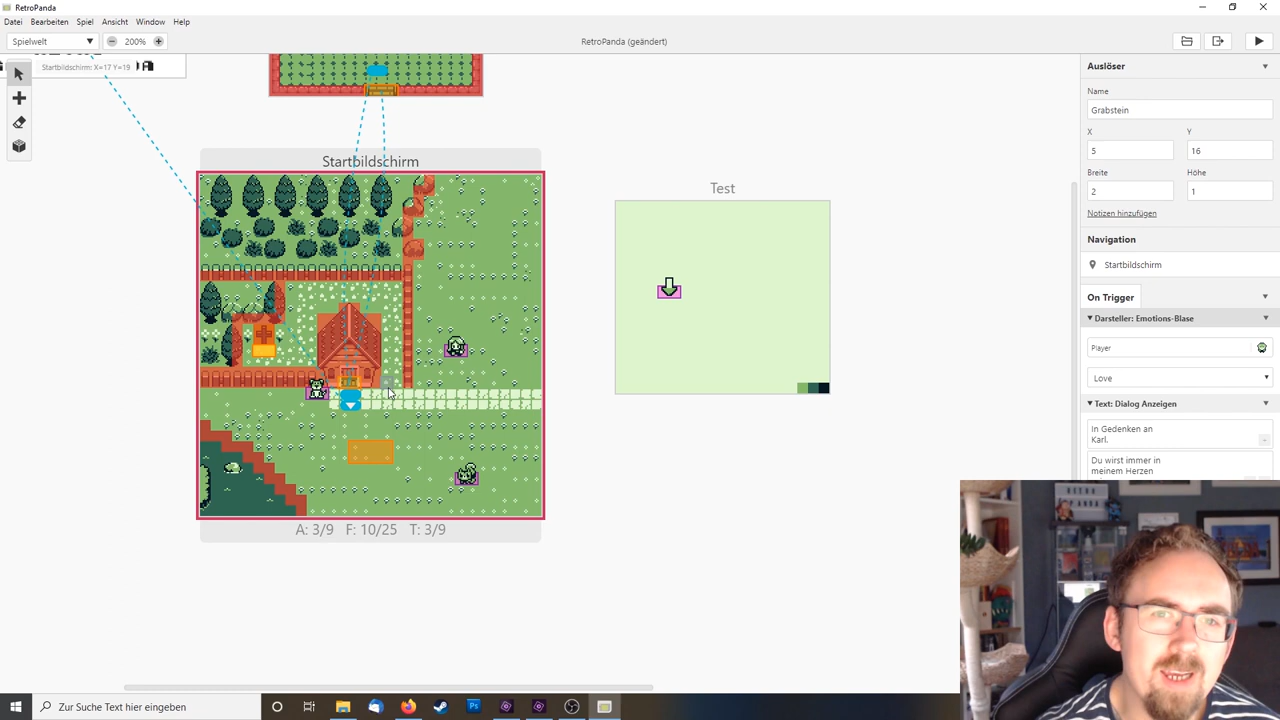 RetroPanda
Datei Bearbeiten Spiel Ansicht Window Help
Spielwelt
200%
RetroPanda (geändert)
Startbildschirm: X=17 Y=19
Startbildschirm
A: 3/9 F: 10/25 T: 3/9
Test
Auslöser
Name
Grabstein
X Y
5 16
Breite Höhe
2 1
Notizen hinzufügen
Navigation
Startbildschirm
On Trigger
Darsteller: Emotions-Blase
Player
Love
Text: Dialog Anzeigen
In Gedenken an
Karl.
Du wirst immer in
meinem Herzen
Zur Suche Text hier eingeben